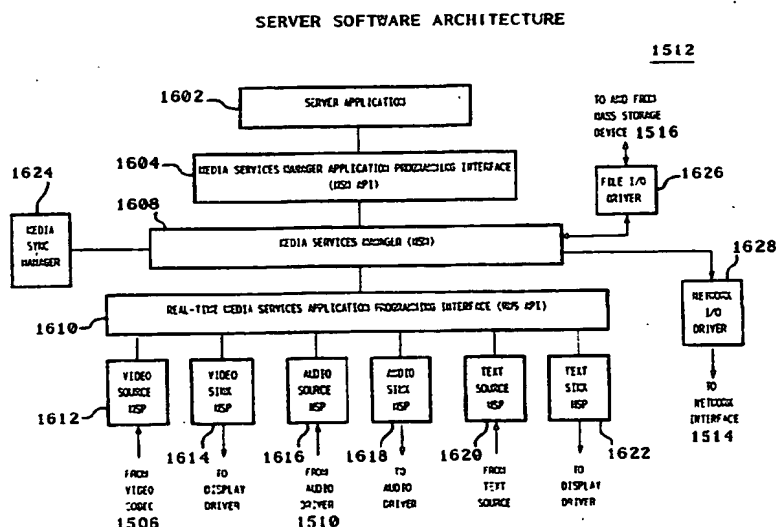 SERVER SOFTWARE ARCHITECTURE
1512
1602
SERVER APPLICATION
TO AND FROM
MASS STORAGE
DEVICE 1516
1604
MEDIA SERVICES MANAGER APPLICATION PROGRAMMING INTERFACE
(MSM API)
1624
1626
FILE I/O
DRIVER
1608
MEDIA
SYNC
MANAGER
MEDIA SERVICES MANAGER (MSM)
1628
REAL-TIME MEDIA SERVICES APPLICATION PROGRAMMING INTERFACE (RMS API)
1610
NETWORK
I/O
DRIVER
VIDEO
SOURCE
MSP
VIDEO
SINK
MSP
AUDIO
SOURCE
MSP
AUDIO
SINK
MSP
TEXT
SOURCE
MSP
TEXT
SINK
MSP
1612
1614
1616
1618
1620
1622
TO
NETWORK
INTERFACE
1514
FROM
VIDEO
CODEC
1506
TO
DISPLAY
DRIVER
FROM
AUDIO
DRIVER
1510
TO
AUDIO
DRIVER
FROM
TEXT
SOURCE
TO
DISPLAY
DRIVER